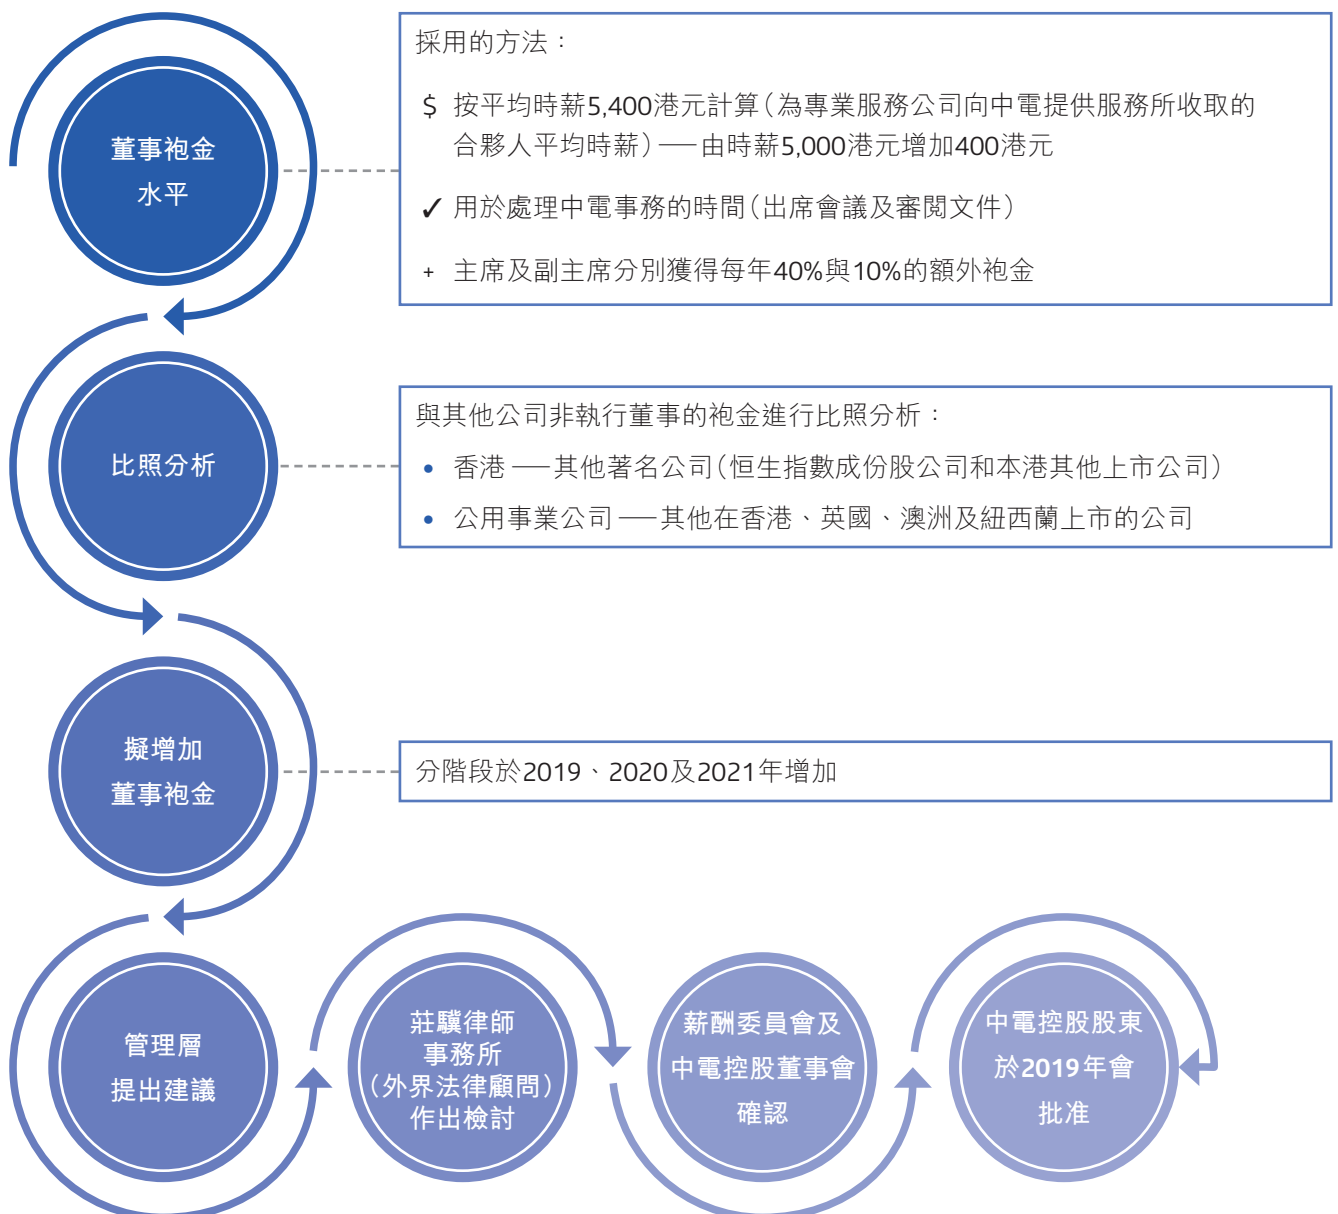 董事袍金
水平
採用的方法：
$ 按平均時薪5,400港元計算（為專業服務公司向中電提供服務所收取的
合夥人平均時薪）──由時薪5,000港元增加400港元
✓ 用於處理中電事務的時間（出席會議及審閱文件）
+ 主席及副主席分別獲得每年40%與10%的額外袍金
比照分析
與其他公司非執行董事的袍金進行比照分析：
• 香港──其他著名公司（恒生指數成份股公司和本港其他上市公司）
• 公用事業公司──其他在香港、英國、澳洲及紐西蘭上市的公司
擬增加
董事袍金
分階段於2019、2020及2021年增加
管理層
提出建議
莊驥律師
事務所
（外界法律顧問）
作出檢討
薪酬委員會及
中電控股董事會
確認
中電控股股東
於2019年會
批准